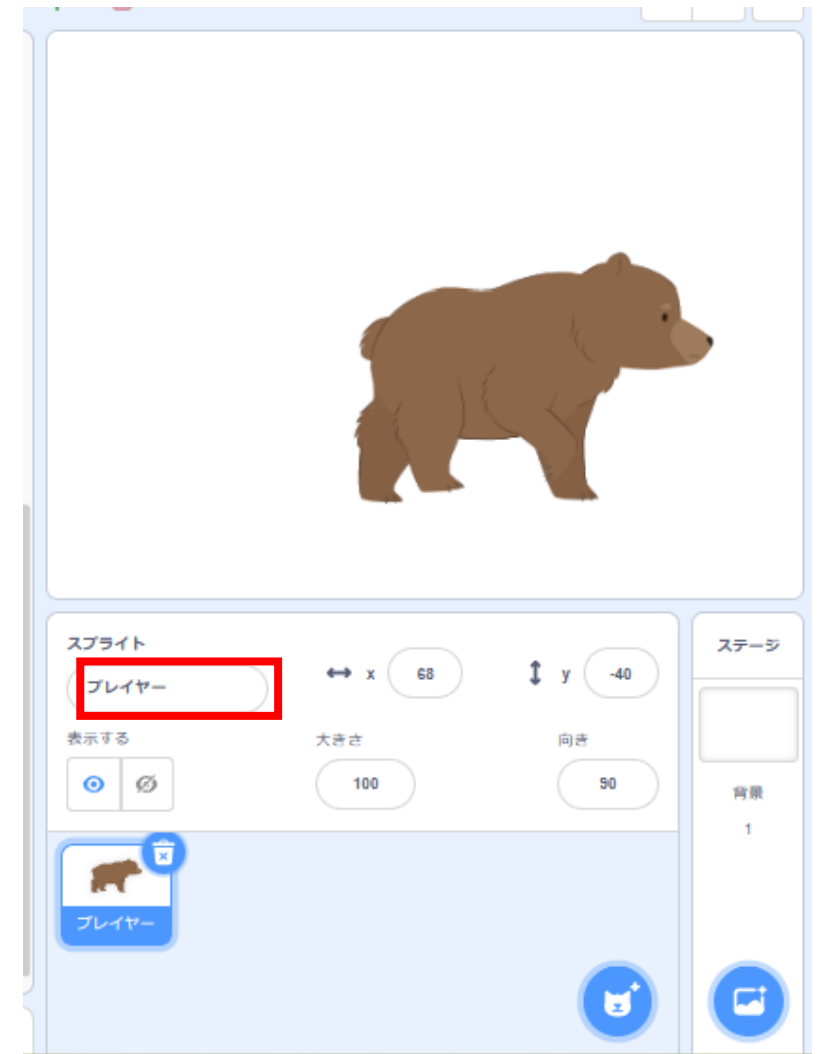 スプライト
プレイヤー
x 68
y -40
表示する
大きさ
向き
100
90
プレイヤー
ステージ
背景
1